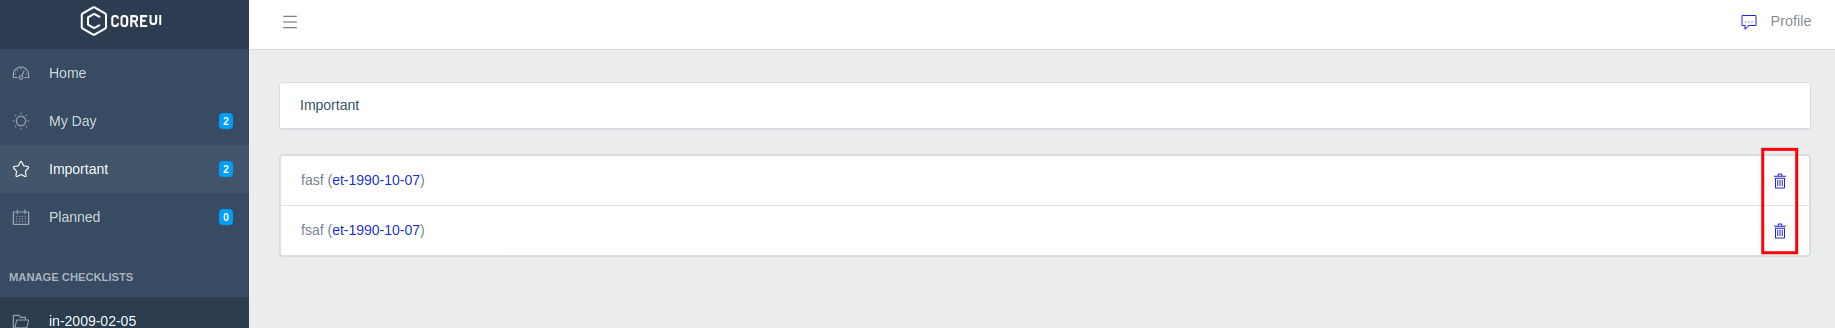 COREUI
Profile
Home
My Day 2
Important 2
Planned 0
MANAGE CHECKLISTS
in-2009-02-05
Important
fasf (et-1990-10-07)
fsaf (et-1990-10-07)